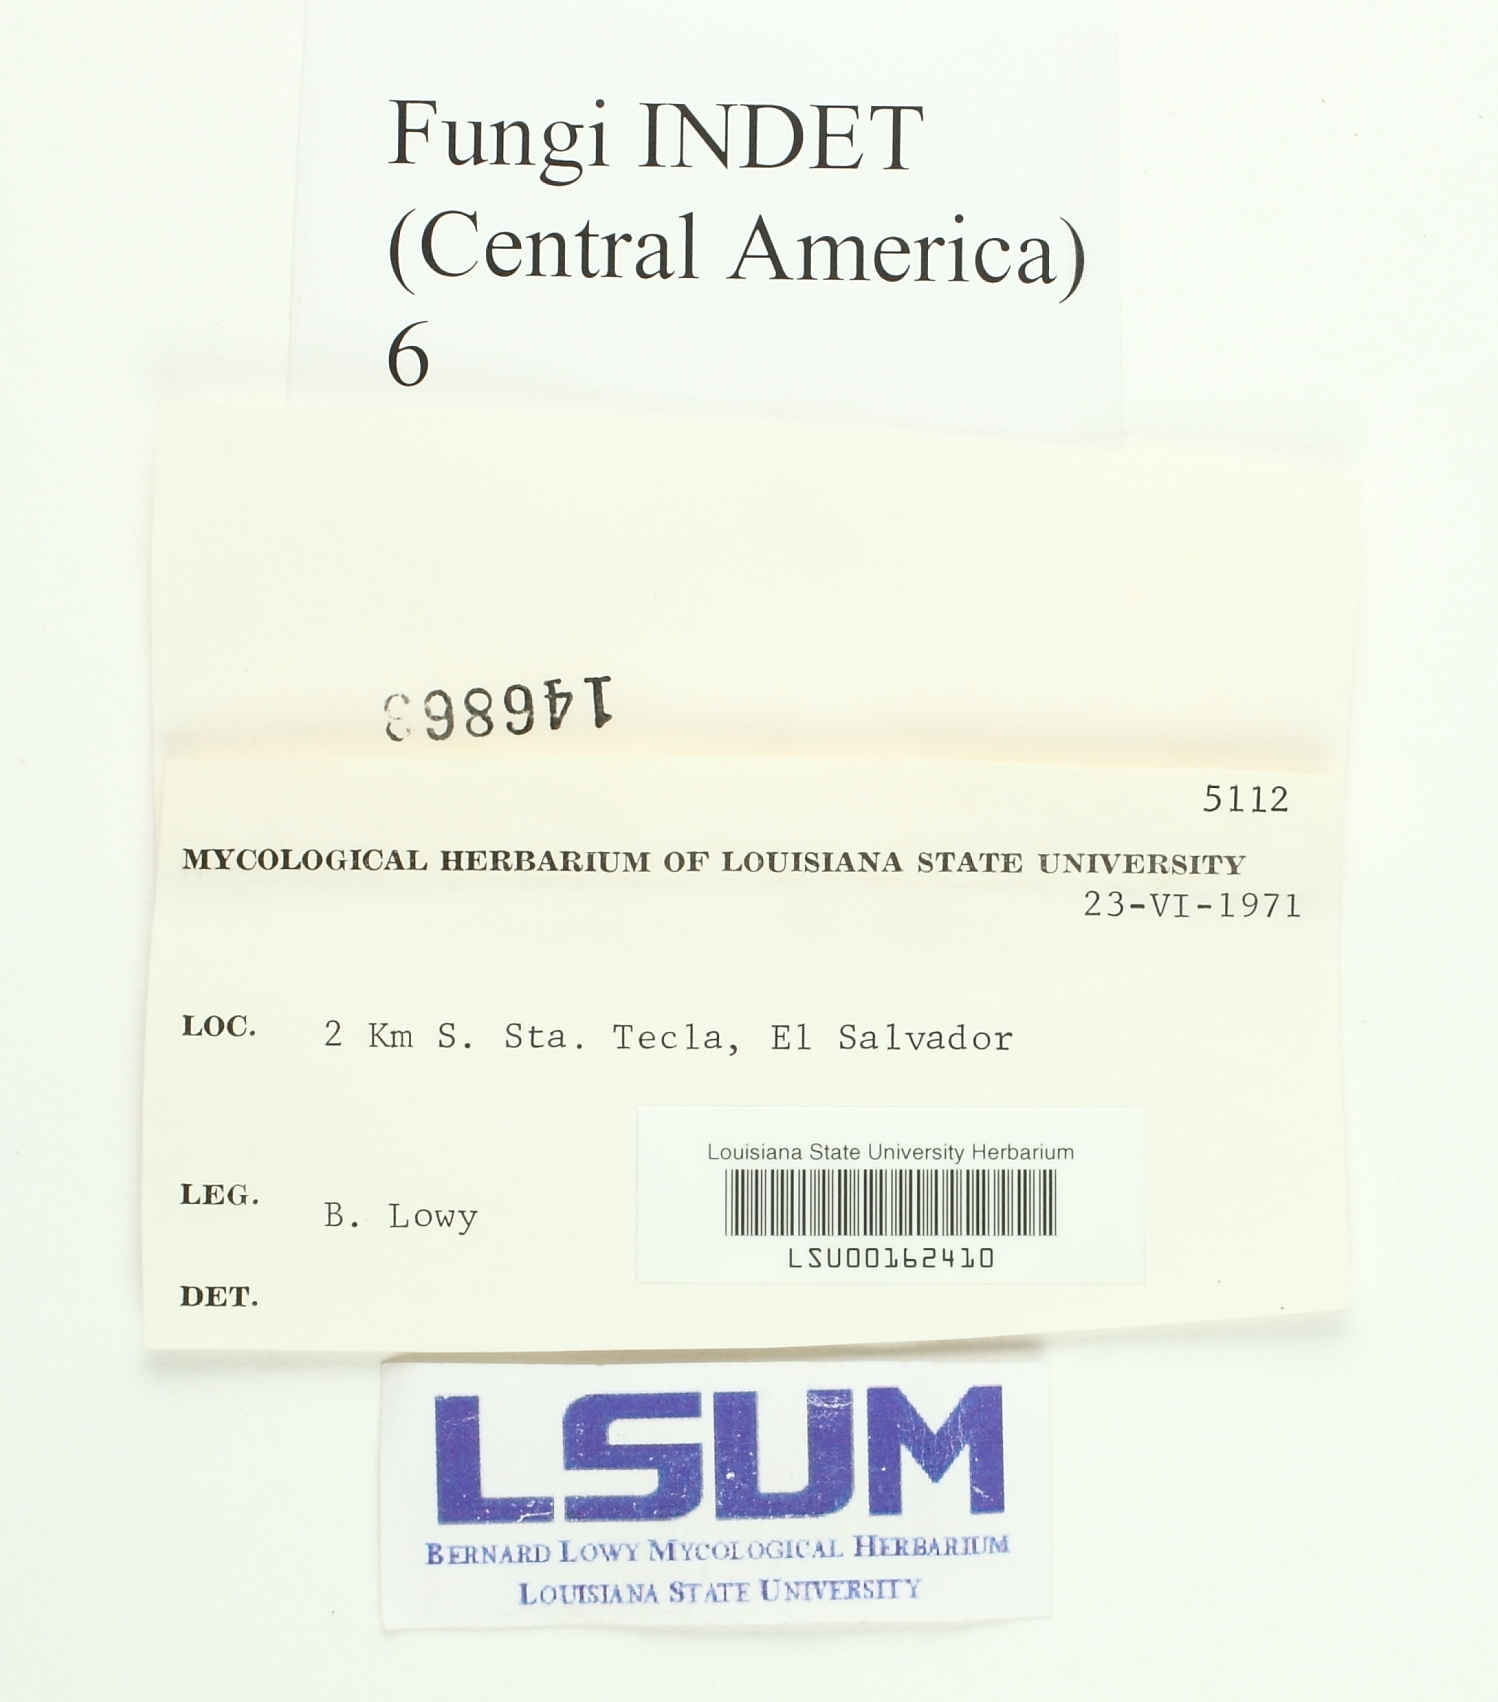 Fungi INDET
(Central America)
6
146863
5112
MYCOLOGICAL HERBARIUM OF LOUISIANA STATE UNIVERSITY
23-VI-1971
LOC. 2 Km S. Sta. Tecla, El Salvador
Louisiana State University Herbarium
LSU00162410
LEG. B. Lowy
DET.
LSUM
BERNARD LOWY MYCOLOGICAL HERBARIUM
LOUISIANA STATE UNIVERSITY